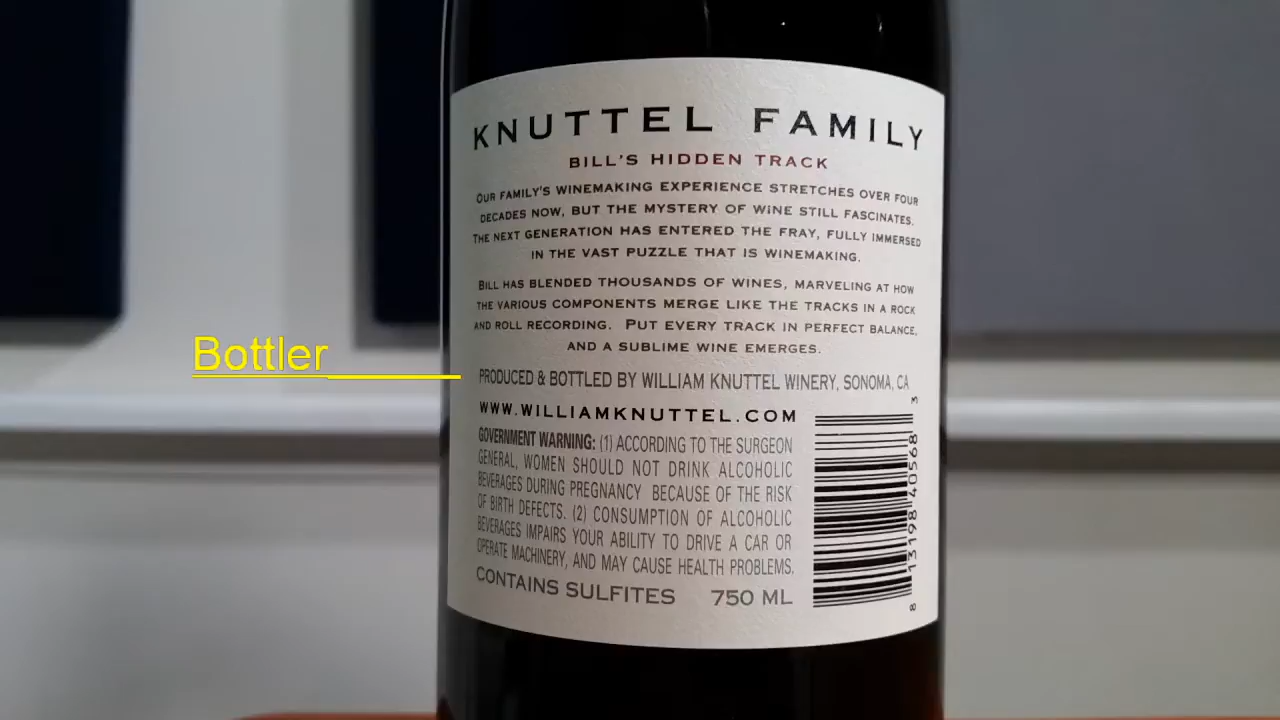 KNUTTEL FAMILY
BILL'S HIDDEN TRACK
OUR FAMILY'S WINEMAKING EXPERIENCE STRETCHES OVER FOUR
DECADES NOW, BUT THE MYSTERY OF WINE STILL FASCINATES.
THE NEXT GENERATION HAS ENTERED THE FRAY, FULLY IMMERSED
IN THE VAST PUZZLE THAT IS WINEMAKING.
BILL HAS BLENDED THOUSANDS OF WINES, MARVELING AT HOW
THE VARIOUS COMPONENTS MERGE LIKE THE TRACKS IN A ROCK
AND ROLL RECORDING. PUT EVERY TRACK IN PERFECT BALANCE,
AND A SUBLIME WINE EMERGES.
Bottler
PRODUCED & BOTTLED BY WILLIAM KNUTTEL WINERY, SONOMA, CA
WWW.WILLIAMKNUTTEL.COM
GOVERNMENT WARNING: (1) ACCORDING TO THE SURGEON
GENERAL, WOMEN SHOULD NOT DRINK ALCOHOLIC
BEVERAGES DURING PREGNANCY BECAUSE OF THE RISK
OF BIRTH DEFECTS. (2) CONSUMPTION OF ALCOHOLIC
BEVERAGES IMPAIRS YOUR ABILITY TO DRIVE A CAR OR
OPERATE MACHINERY, AND MAY CAUSE HEALTH PROBLEMS.
CONTAINS SULFITES 750 ML
8 13198 40568 3